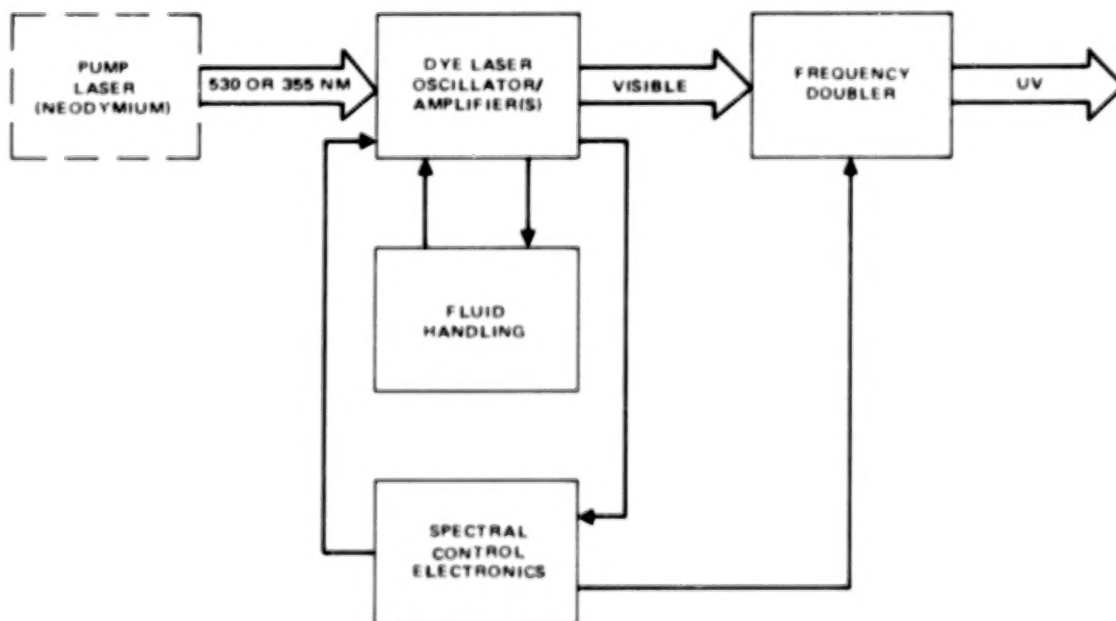 PUMP
LASER
(NEODYMIUM)
530 OR 355 NM
DYE LASER
OSCILLATOR/
AMPLIFIER(S)
VISIBLE
FREQUENCY
DOUBLER
UV
FLUID
HANDLING
SPECTRAL
CONTROL
ELECTRONICS